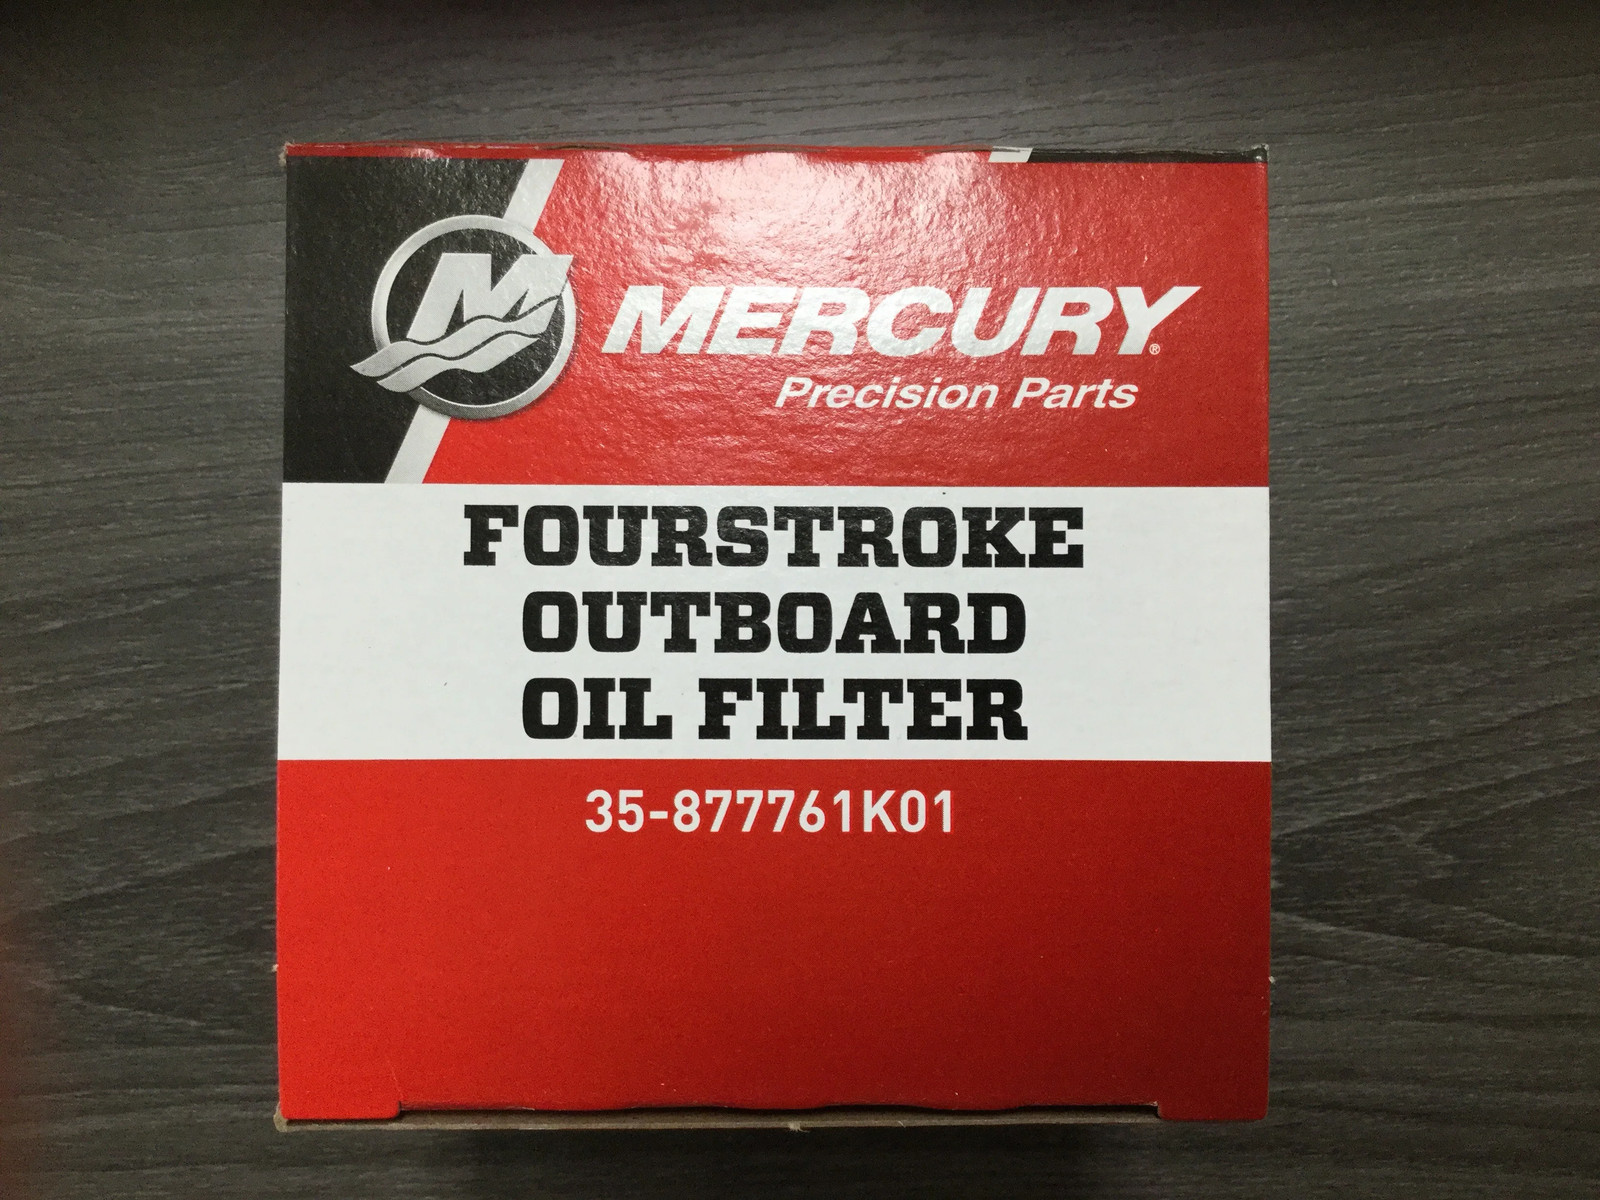 M
MERCURY®
Precision Parts
FOURSTROKE
OUTBOARD
OIL FILTER
35-877761K01